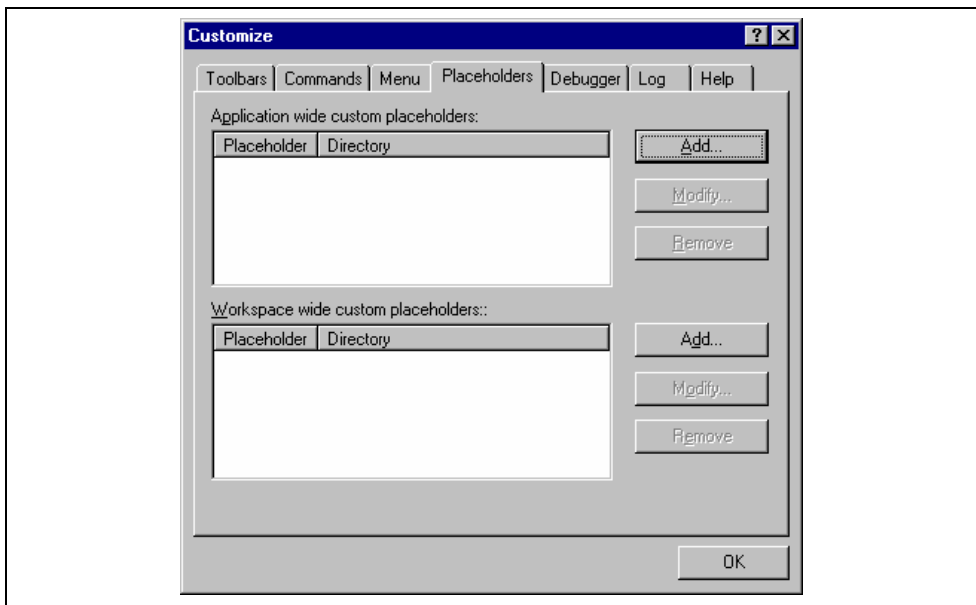 Customize
Toolbars Commands Menu Placeholders Debugger Log Help
Application wide custom placeholders:
Placeholder Directory
Add...
Modify...
Remove
Workspace wide custom placeholders::
Placeholder Directory
Add...
Modify...
Remove
OK